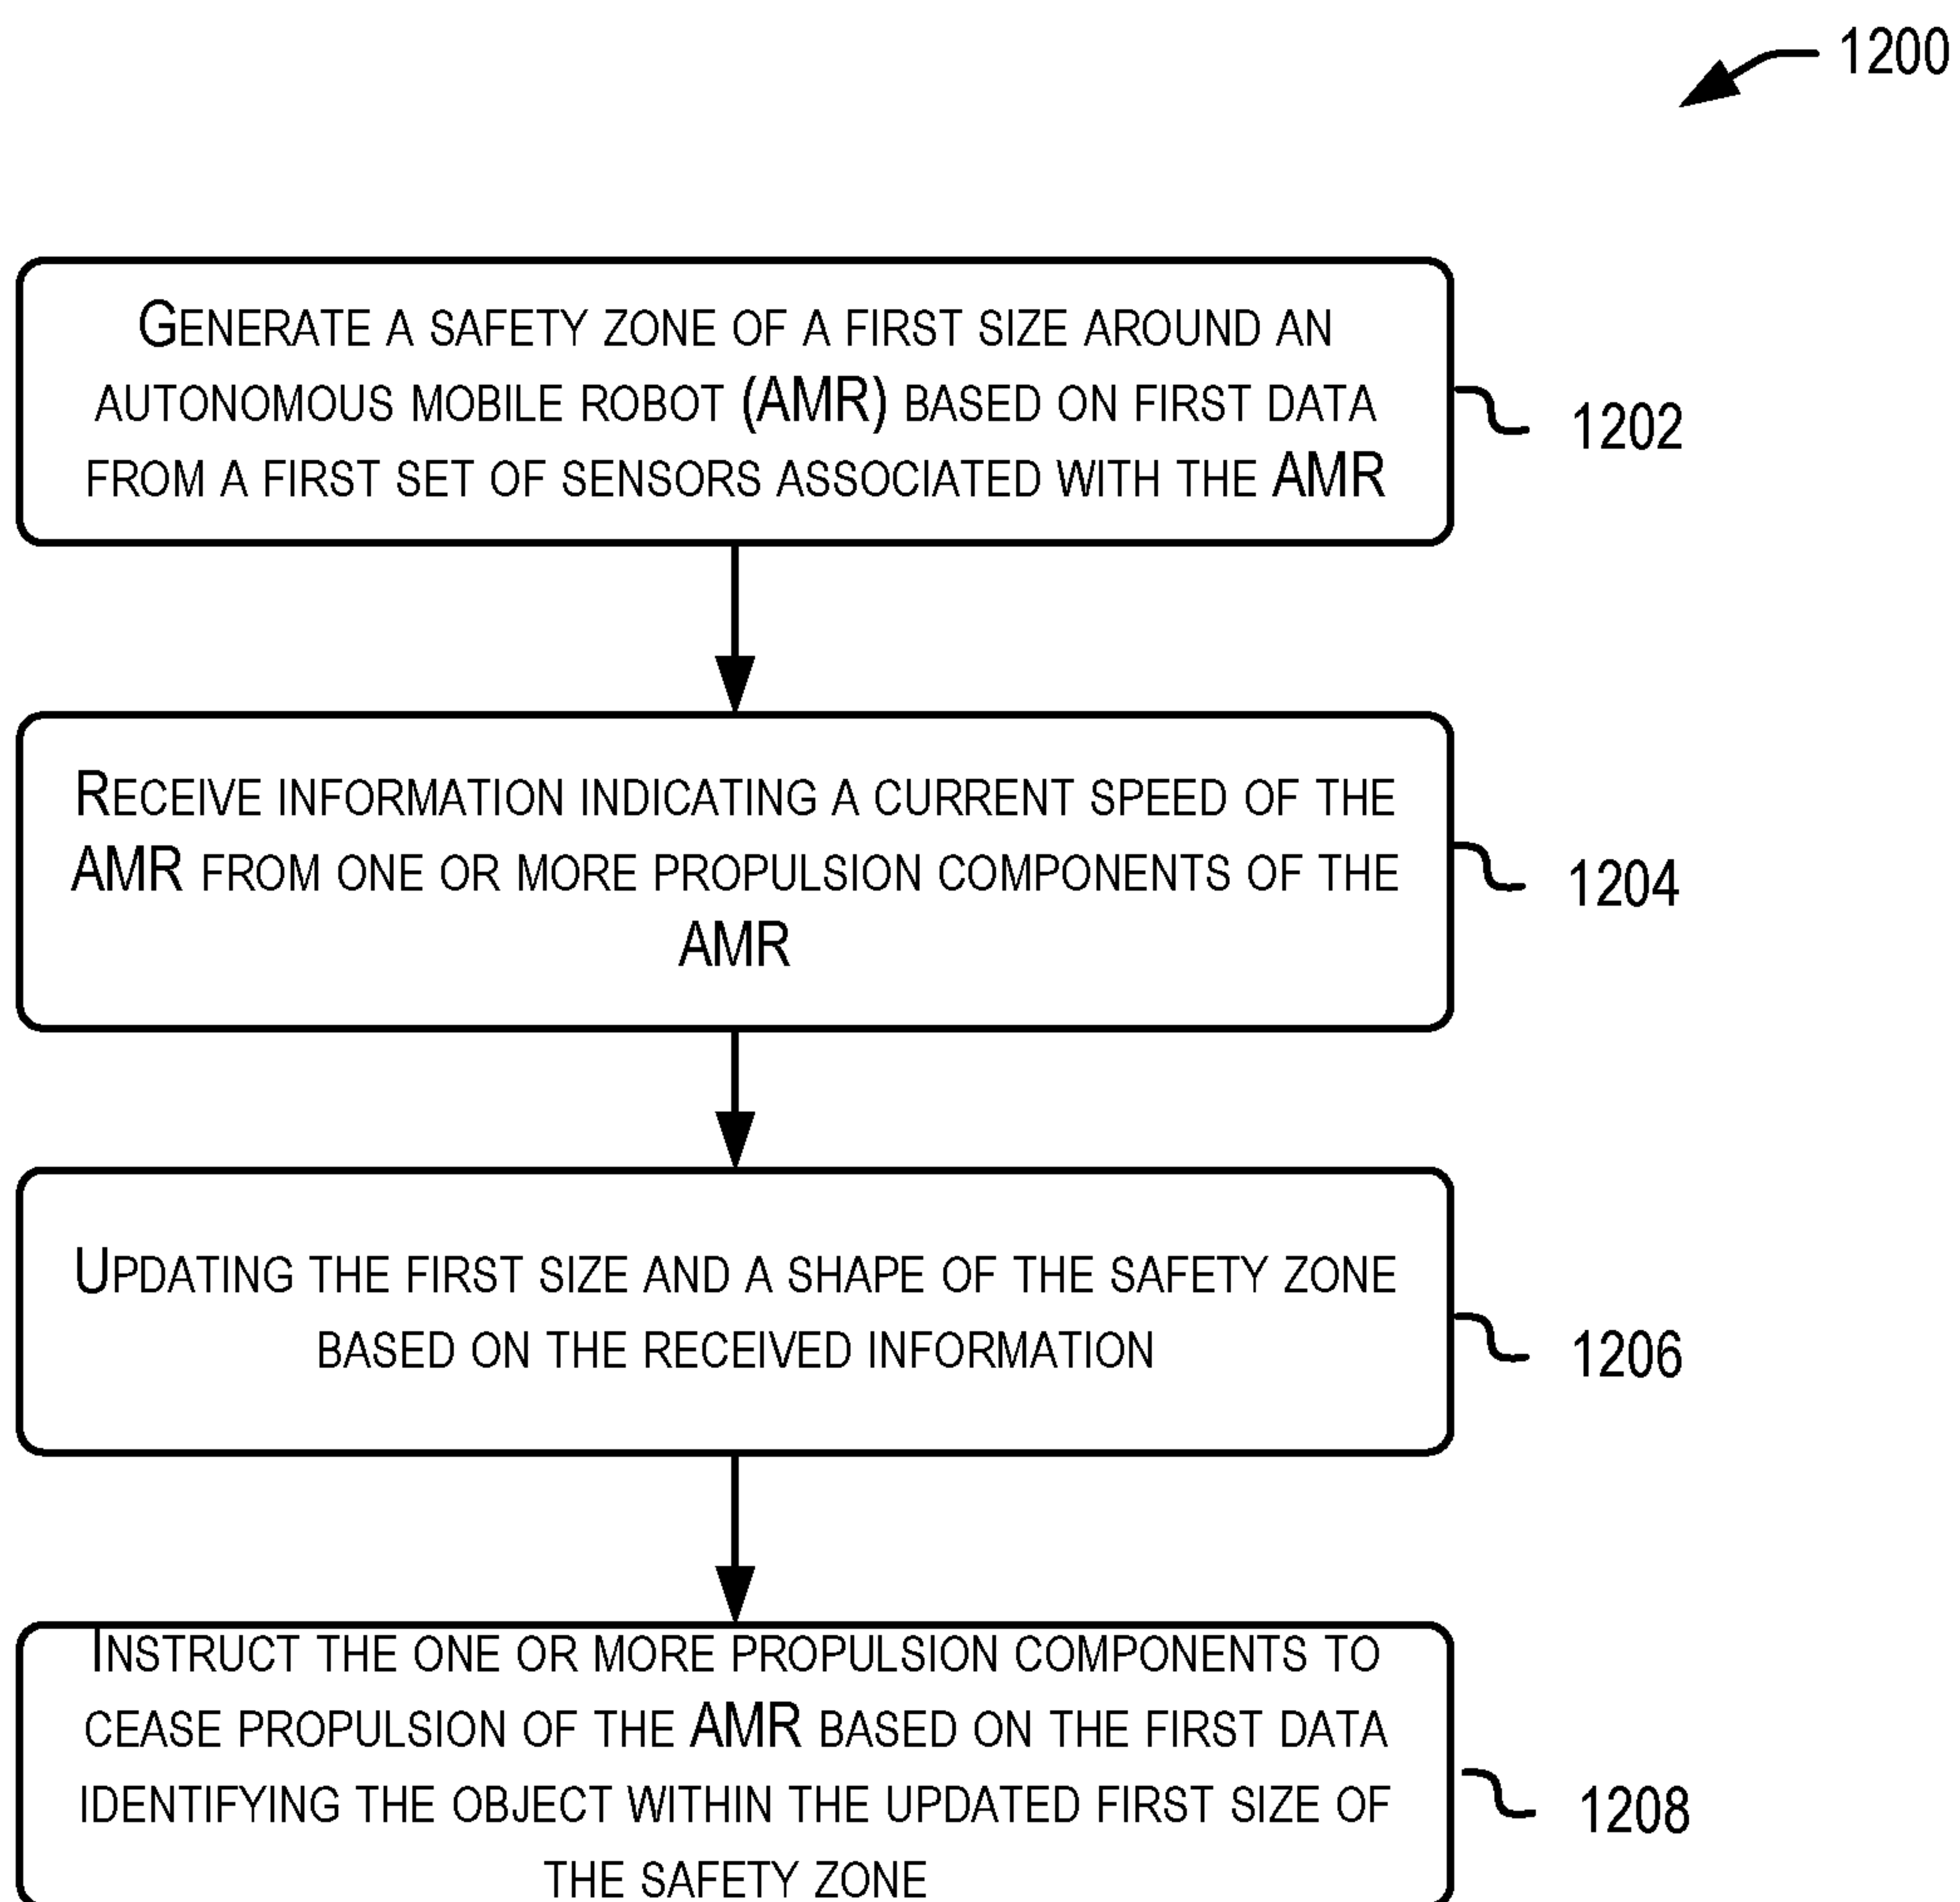 1200
GENERATE A SAFETY ZONE OF A FIRST SIZE AROUND AN
AUTONOMOUS MOBILE ROBOT (AMR) BASED ON FIRST DATA
FROM A FIRST SET OF SENSORS ASSOCIATED WITH THE AMR
1202
RECEIVE INFORMATION INDICATING A CURRENT SPEED OF THE
AMR FROM ONE OR MORE PROPULSION COMPONENTS OF THE
AMR
1204
UPDATING THE FIRST SIZE AND A SHAPE OF THE SAFETY ZONE
BASED ON THE RECEIVED INFORMATION
1206
INSTRUCT THE ONE OR MORE PROPULSION COMPONENTS TO
CEASE PROPULSION OF THE AMR BASED ON THE FIRST DATA
IDENTIFYING THE OBJECT WITHIN THE UPDATED FIRST SIZE OF
THE SAFETY ZONE
1208